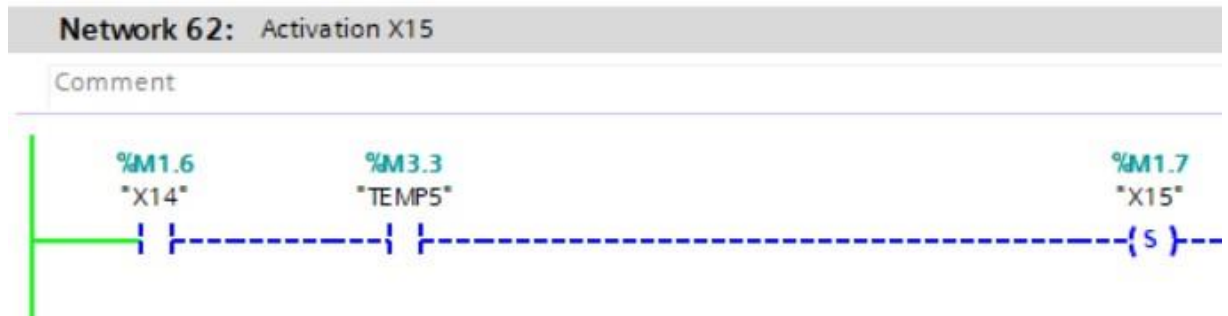 Network 62: Activation X15
Comment
%M1.6 %M3.3 %M1.7
"X14" "TEMP5" "X15"
S